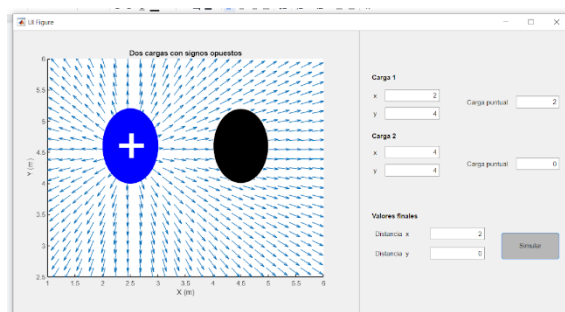 UI Figure
Dos cargas con signos opuestos
6
5.5
5
4.5
4
3.5
3
2.5
Y (m)
1 1.5 2 2.5 3 3.5 4 4.5 5 5.5 6
X (m)
+
Carga 1
x 2
y 4
Carga puntual 2
Carga 2
x 4
y 4
Carga puntual 0
Valores finales
Distancia x 2
Distancia y 0
Simular